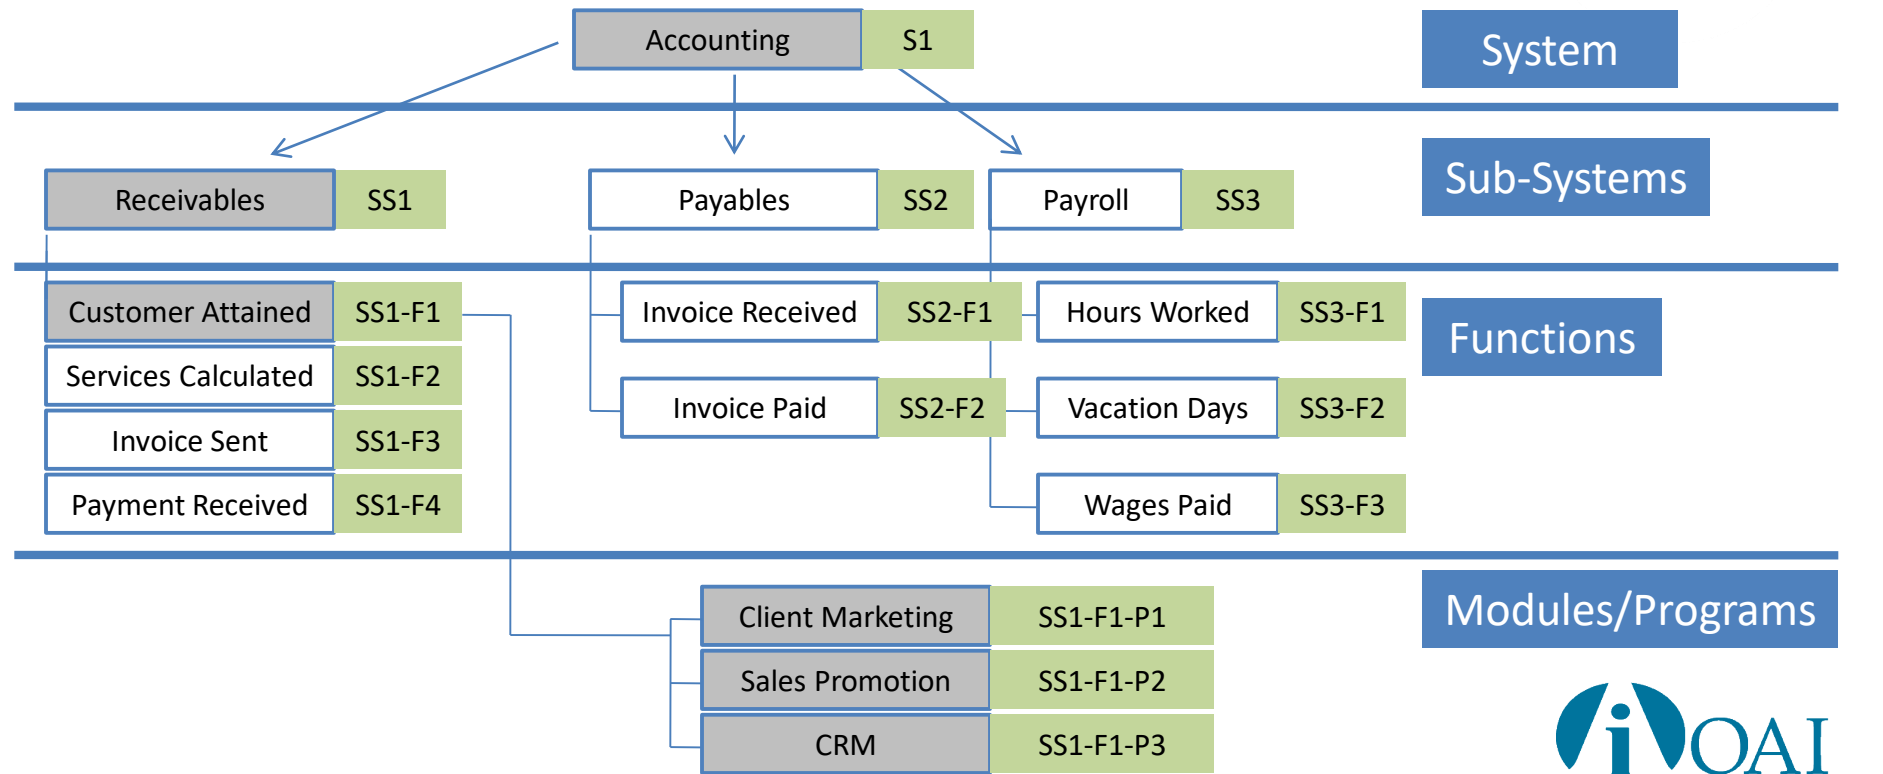 Accounting S1
System
Receivables SS1
Payables SS2
Payroll SS3
Sub-Systems
Customer Attained SS1-F1
Services Calculated SS1-F2
Invoice Sent SS1-F3
Payment Received SS1-F4
Invoice Received SS2-F1
Invoice Paid SS2-F2
Hours Worked SS3-F1
Vacation Days SS3-F2
Wages Paid SS3-F3
Functions
Client Marketing SS1-F1-P1
Sales Promotion SS1-F1-P2
CRM SS1-F1-P3
Modules/Programs
i OAI